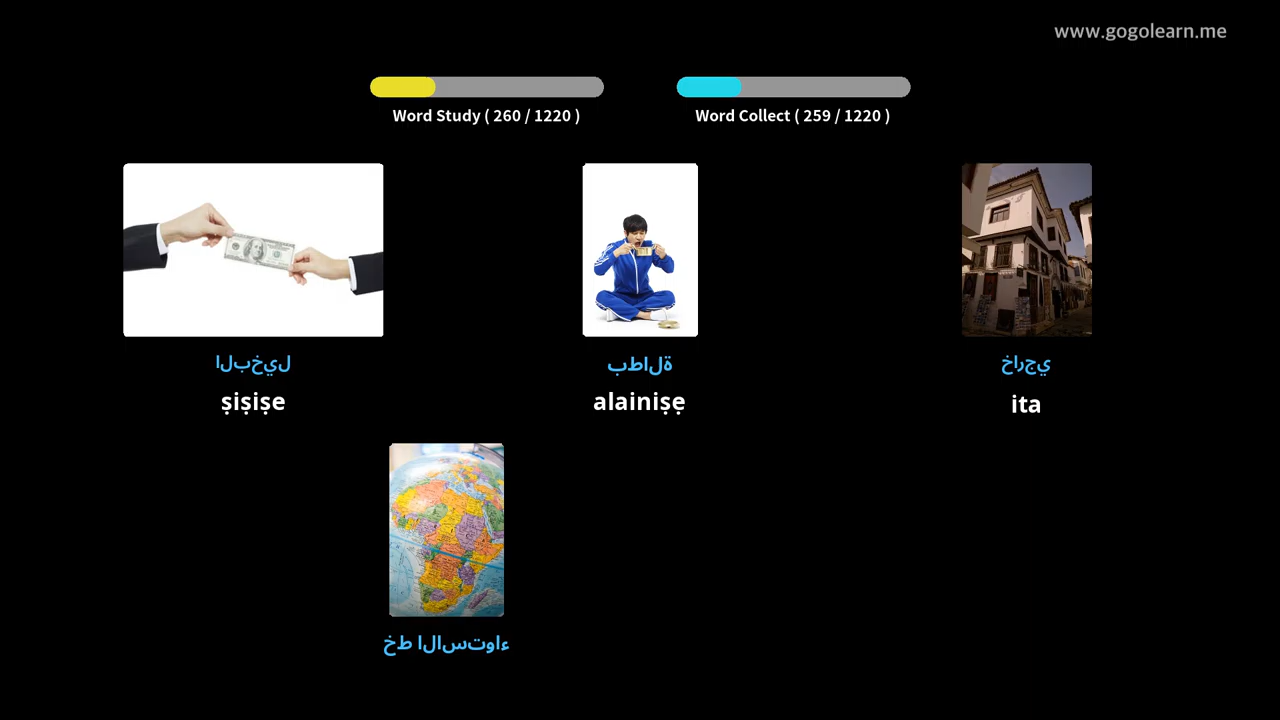 www.gogolearn.me
Word Study ( 260 / 1220 )
Word Collect ( 259 / 1220 )
البخيل
بطالة
خارجي
ṣiṣiṣe
alainiṣẹ
ita
خط الاستواء